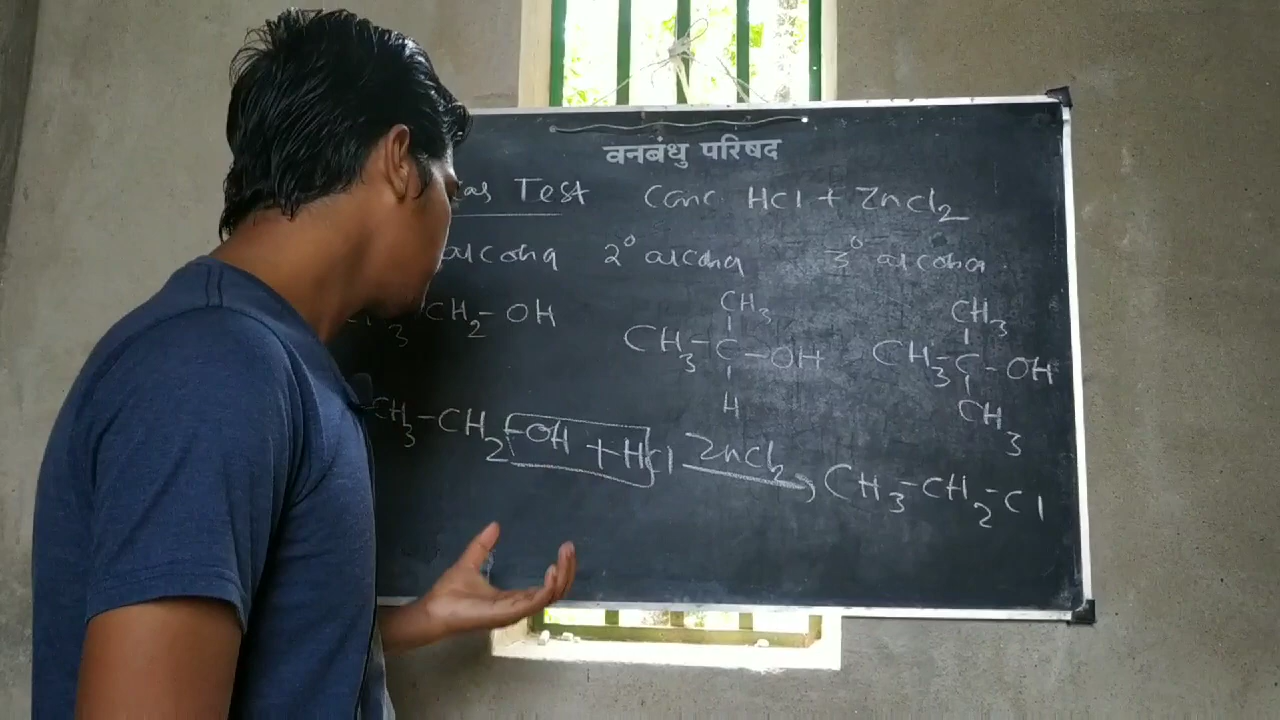 वनबंधु परिषद
Test Conc HCl + ZnCl2
alcohol 2° alcohol 3° alcohol
CH3 CH3
CH2-OH CH3-C-OH CH3-C-OH
H CH3
CH3-CH2-OH + HCl ZnCl2 CH3-CH2-Cl